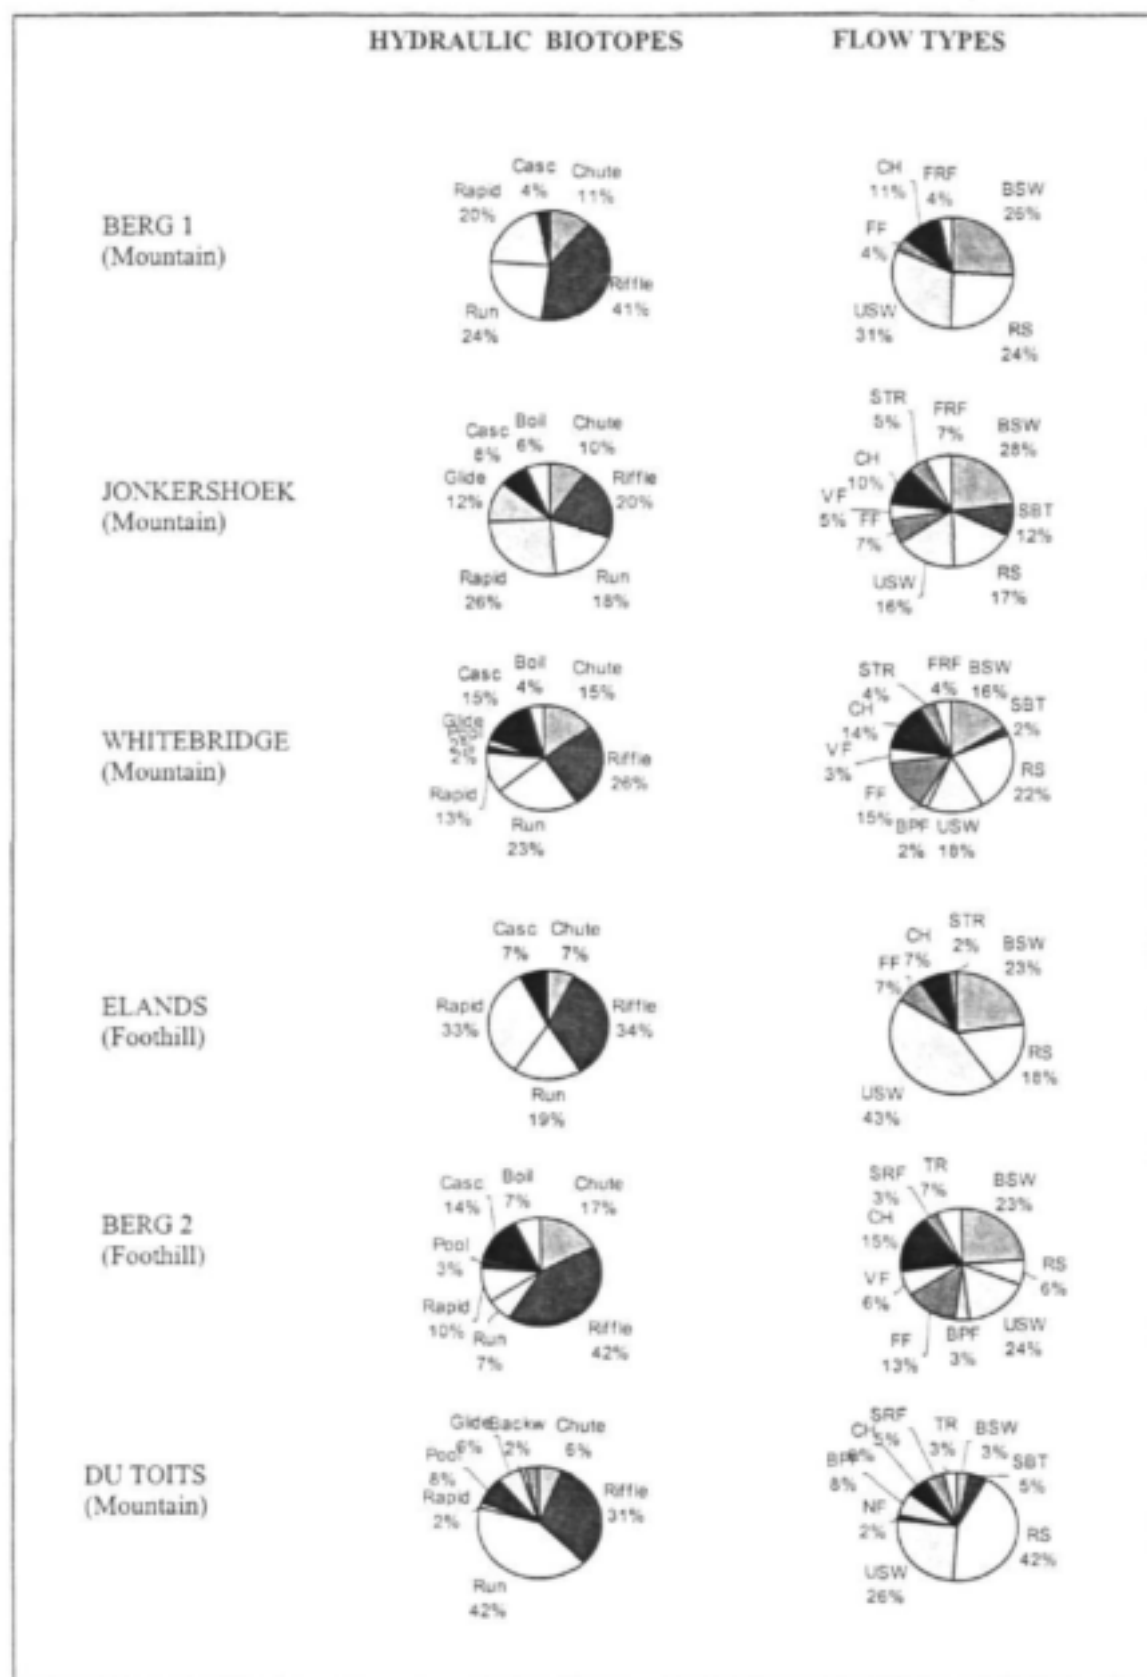 HYDRAULIC BIOTOPES FLOW TYPES
BERG 1
(Mountain)
Casc
4%
Chute
11%
Rapid
20%
Riffle
41%
Run
24%
CH
11%
FRF
4%
BSW
26%
FF
4%
USW
31%
RS
24%
JONKERSHOEK
(Mountain)
Casc
8%
Boil
6%
Chute
10%
Glide
12%
Riffle
20%
Rapid
26%
Run
18%
STR
5%
FRF
7%
BSW
28%
CH
10%
VF
5%
FF
7%
SBT
12%
USW
16%
RS
17%
WHITEBRIDGE
(Mountain)
Casc
15%
Boil
4%
Chute
15%
Glide
2%
Riffle
26%
Rapid
13%
Run
23%
STR
4%
FRF
4%
BSW
16%
SBT
2%
CH
14%
VF
3%
RS
22%
FF
15%
BPF
2%
USW
18%
ELANDS
(Foothill)
Casc
7%
Chute
7%
Rapid
33%
Riffle
34%
Run
19%
CH
7%
STR
2%
BSW
23%
FF
7%
RS
18%
USW
43%
BERG 2
(Foothill)
Casc
14%
Boil
7%
Chute
17%
Pool
3%
Rapid
10%
Run
7%
Riffle
42%
SRF
3%
TR
7%
BSW
23%
CH
15%
VF
6%
RS
6%
FF
13%
BPF
3%
USW
24%
DU TOITS
(Mountain)
Glide
6%
Backw
2%
Chute
6%
Pool
8%
Rapid
2%
Riffle
31%
Run
42%
SRF
5%
TR
3%
BSW
3%
CH
SBT
5%
BPF
8%
NF
2%
RS
42%
USW
26%